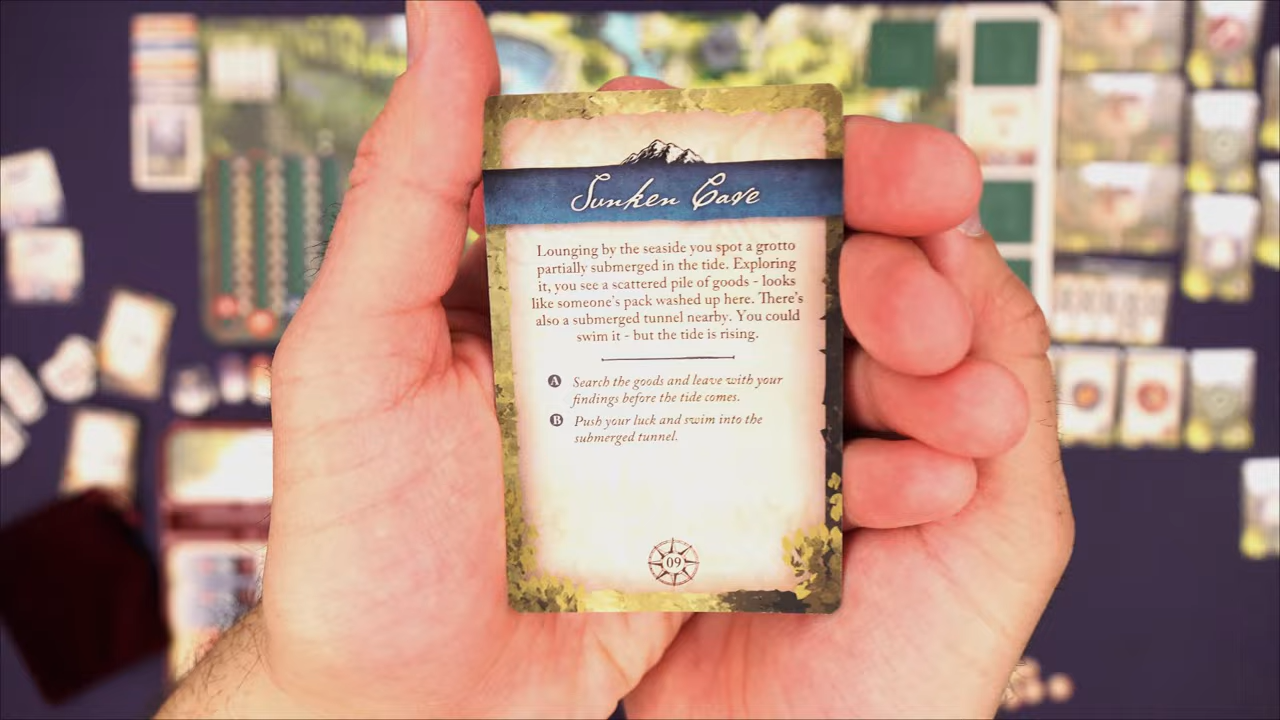 Sunken Cave
Lounging by the seaside you spot a grotto
partially submerged in the tide. Exploring
it, you see a scattered pile of goods - looks
like someone's pack washed up here. There's
also a submerged tunnel nearby. You could
swim it - but the tide is rising.
A Search the goods and leave with your
findings before the tide comes.
B Push your luck and swim into the
submerged tunnel.
09